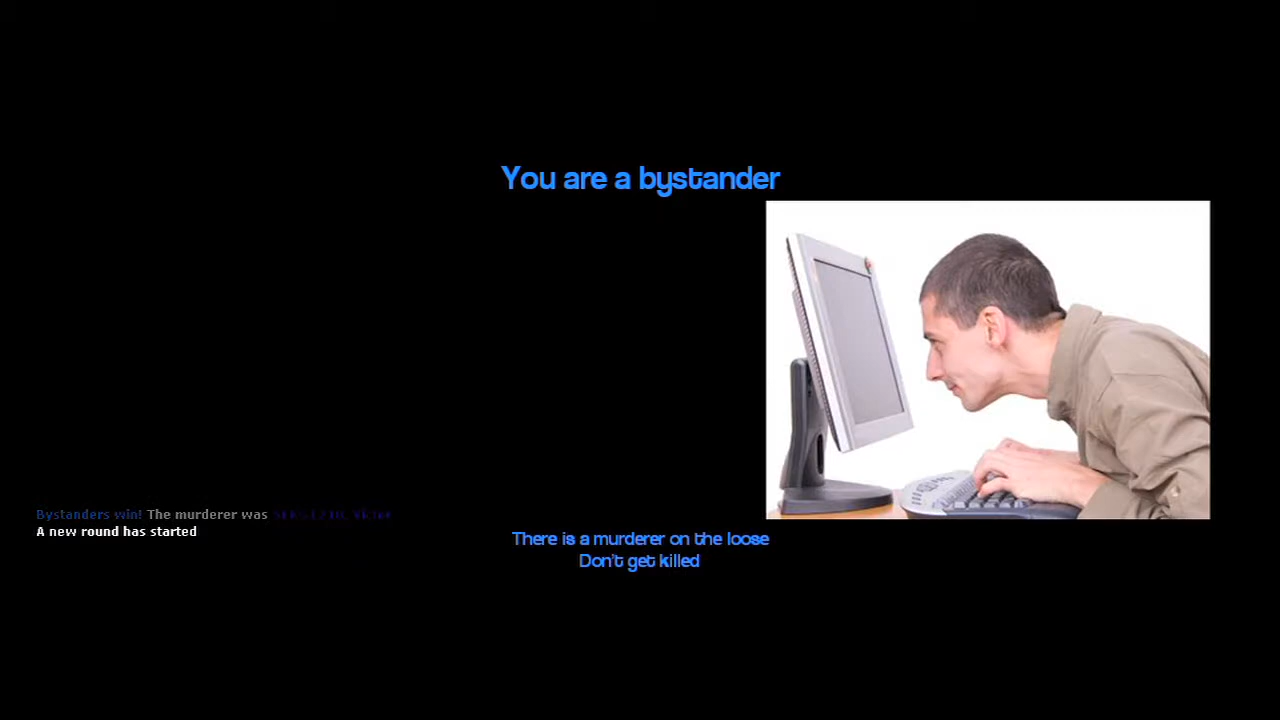 You are a bystander
Bystanders win! The murderer was
A new round has started
There is a murderer on the loose
Don't get killed